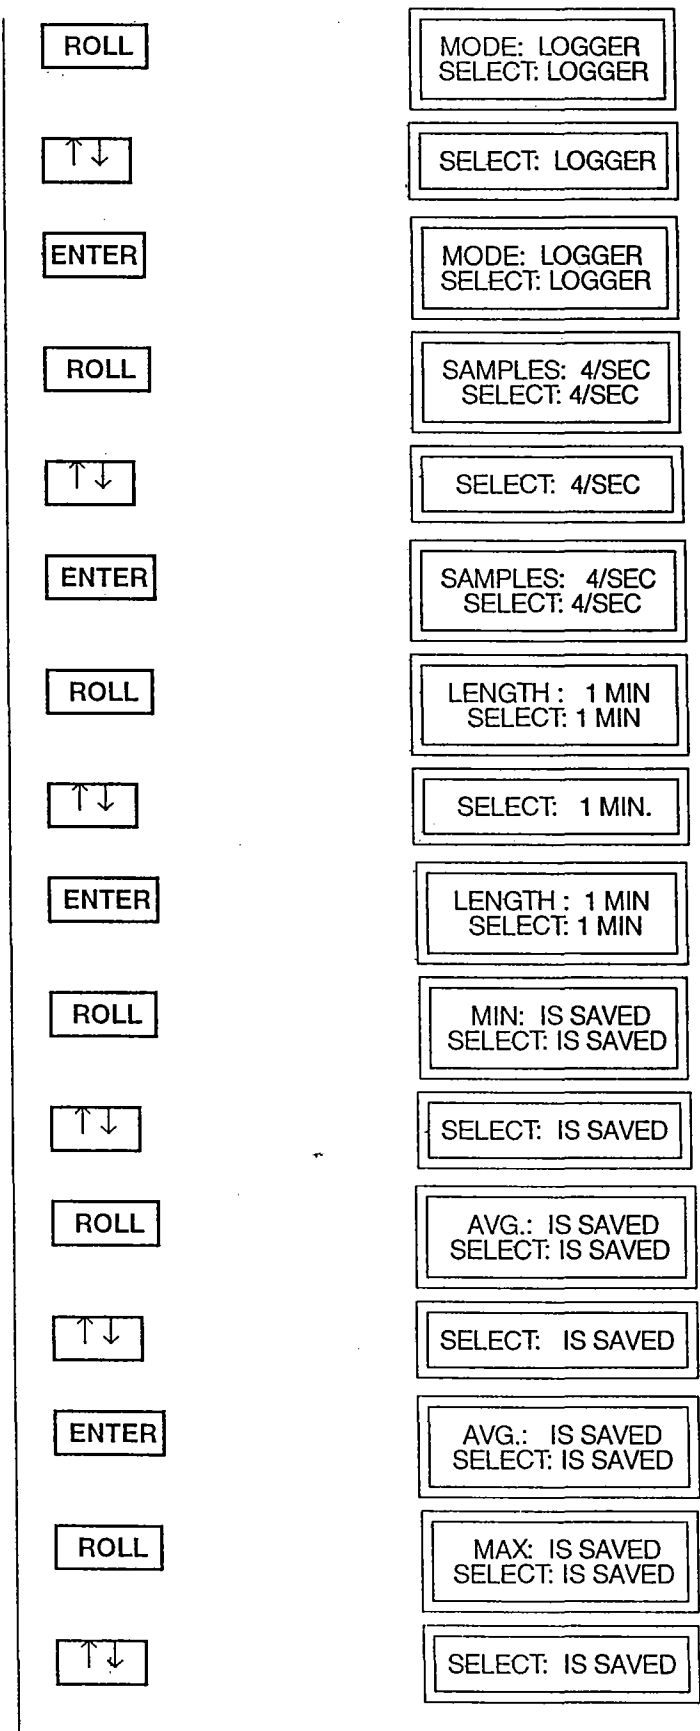 ROLL
MODE: LOGGER
SELECT: LOGGER
↑↓
SELECT: LOGGER
ENTER
MODE: LOGGER
SELECT: LOGGER
ROLL
SAMPLES: 4/SEC
SELECT: 4/SEC
↑↓
SELECT: 4/SEC
ENTER
SAMPLES: 4/SEC
SELECT: 4/SEC
ROLL
LENGTH : 1 MIN
SELECT: 1 MIN
↑↓
SELECT: 1 MIN.
ENTER
LENGTH : 1 MIN
SELECT: 1 MIN
ROLL
MIN: IS SAVED
SELECT: IS SAVED
↑↓
SELECT: IS SAVED
ROLL
AVG.: IS SAVED
SELECT: IS SAVED
↑↓
SELECT: IS SAVED
ENTER
AVG.: IS SAVED
SELECT: IS SAVED
ROLL
MAX: IS SAVED
SELECT: IS SAVED
↑↓
SELECT: IS SAVED